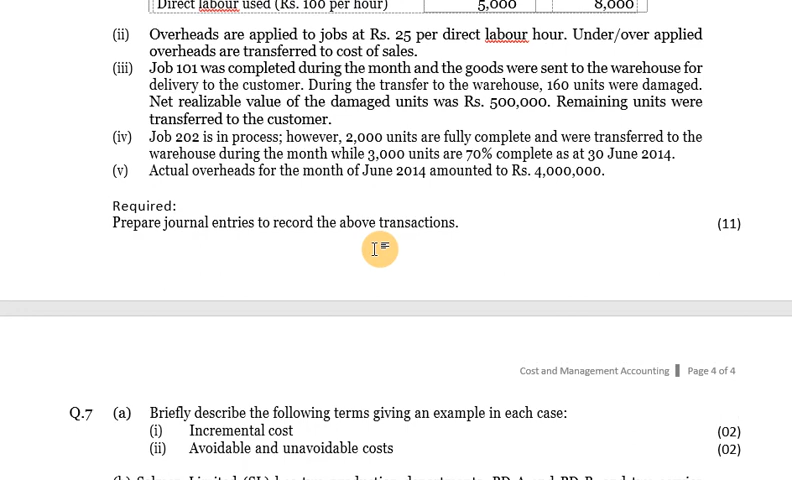 Direct labour used (Rs. 100 per hour) 5,000 8,000
(ii) Overheads are applied to jobs at Rs. 25 per direct labour hour. Under/over applied
overheads are transferred to cost of sales.
(iii) Job 101 was completed during the month and the goods were sent to the warehouse for
delivery to the customer. During the transfer to the warehouse, 160 units were damaged.
Net realizable value of the damaged units was Rs. 500,000. Remaining units were
transferred to the customer.
(iv) Job 202 is in process; however, 2,000 units are fully complete and were transferred to the
warehouse during the month while 3,000 units are 70% complete as at 30 June 2014.
(v) Actual overheads for the month of June 2014 amounted to Rs. 4,000,000.
Required:
Prepare journal entries to record the above transactions. (11)
Cost and Management Accounting Page 4 of 4
Q.7 (a) Briefly describe the following terms giving an example in each case:
(i) Incremental cost (02)
(ii) Avoidable and unavoidable costs (02)